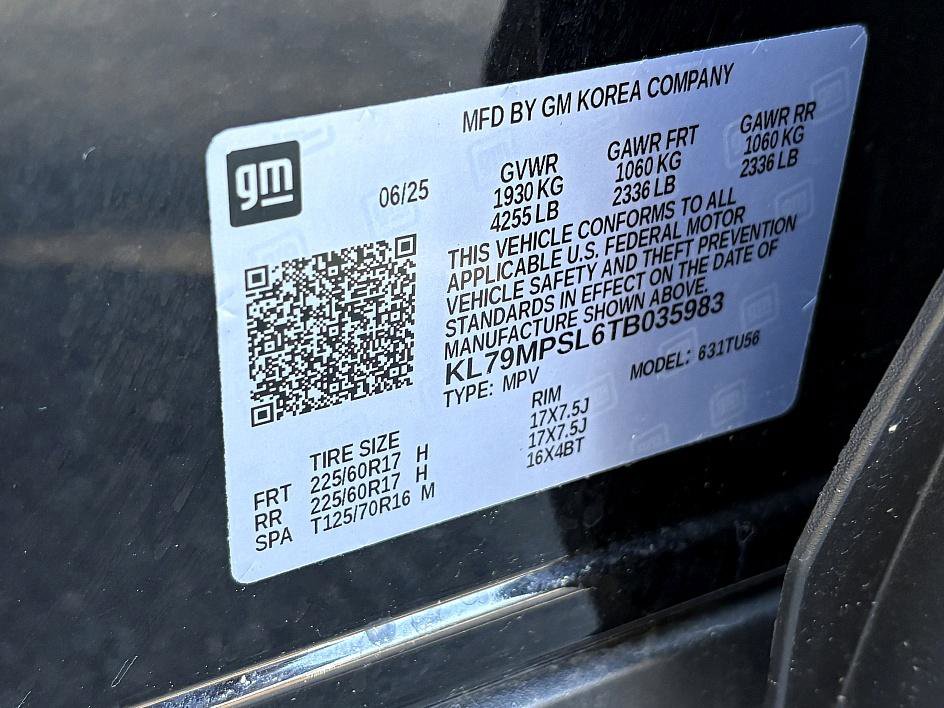 MFD BY GM KOREA COMPANY
gm
06/25
GVWR GAWR FRT GAWR RR
1930 KG 1060 KG 1060 KG
4255 LB 2336 LB 2336 LB
THIS VEHICLE CONFORMS TO ALL
APPLICABLE U.S. FEDERAL MOTOR
VEHICLE SAFETY AND THEFT PREVENTION
STANDARDS IN EFFECT ON THE DATE OF
MANUFACTURE SHOWN ABOVE.
KL79MPSL6TB035983
TYPE: MPV MODEL: 631TU56
TIRE SIZE RIM
FRT 225/60R17 H 17X7.5J
RR 225/60R17 H 17X7.5J
SPA T125/70R16 M 16X4BT